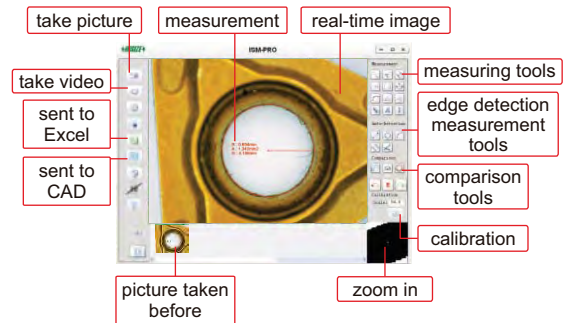 take picture
measurement
real-time image
ISM-PRO
take video
sent to
Excel
sent to
CAD
measuring tools
edge detection
measurement
tools
comparison
tools
calibration
zoom in
picture taken
before